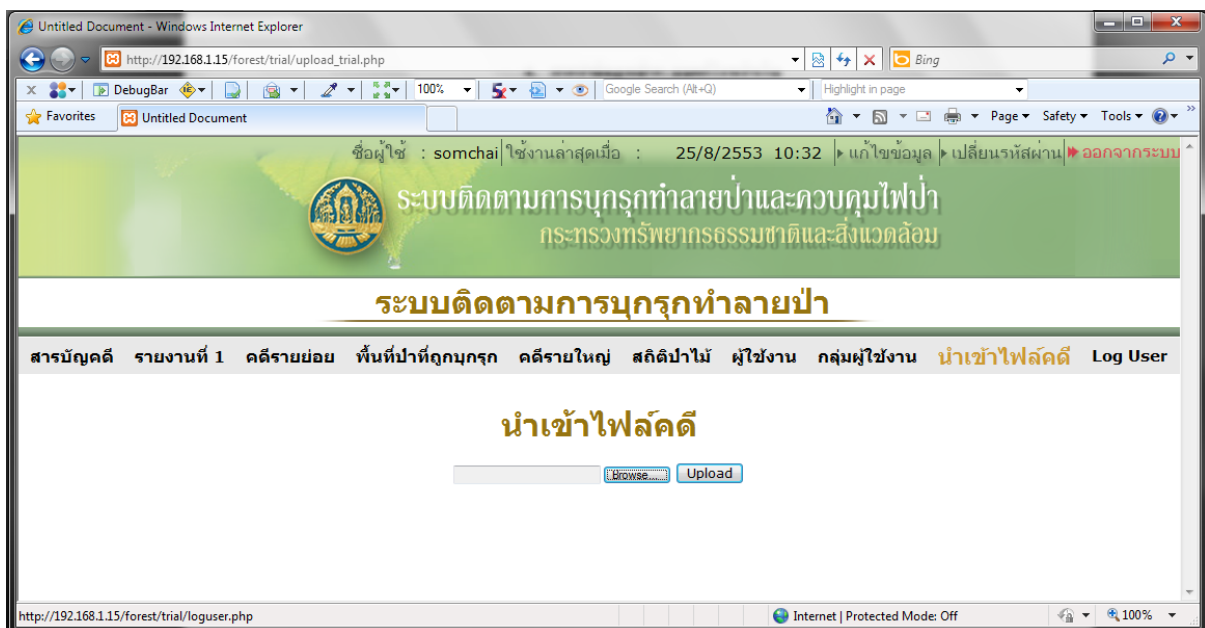 Untitled Document - Windows Internet Explorer
http://192.168.1.15/forest/trial/upload_trial.php
Bing
X DebugBar 100% Google Search (Alt+Q) Highlight in page
Favorites Untitled Document Page Safety Tools
ชื่อผู้ใช้ : somchai ใช้งานล่าสุดเมื่อ : 25/8/2553 10:32 แก้ไขข้อมูล เปลี่ยนรหัสผ่าน ออกจากระบบ
ระบบติดตามการบุกรุกทำลายป่าและควบคุมไฟป่า
กระทรวงทรัพยากรธรรมชาติและสิ่งแวดล้อม
ระบบติดตามการบุกรุกทำลายป่า
สารบัญคดี รายงานที่ 1 คดีรายย่อย พื้นที่ป่าที่ถูกบุกรุก คดีรายใหญ่ สถิติป่าไม้ ผู้ใช้งาน กลุ่มผู้ใช้งาน นำเข้าไฟล์คดี Log User
นำเข้าไฟล์คดี
Browse... Upload
http://192.168.1.15/forest/trial/loguser.php Internet | Protected Mode: Off 100%